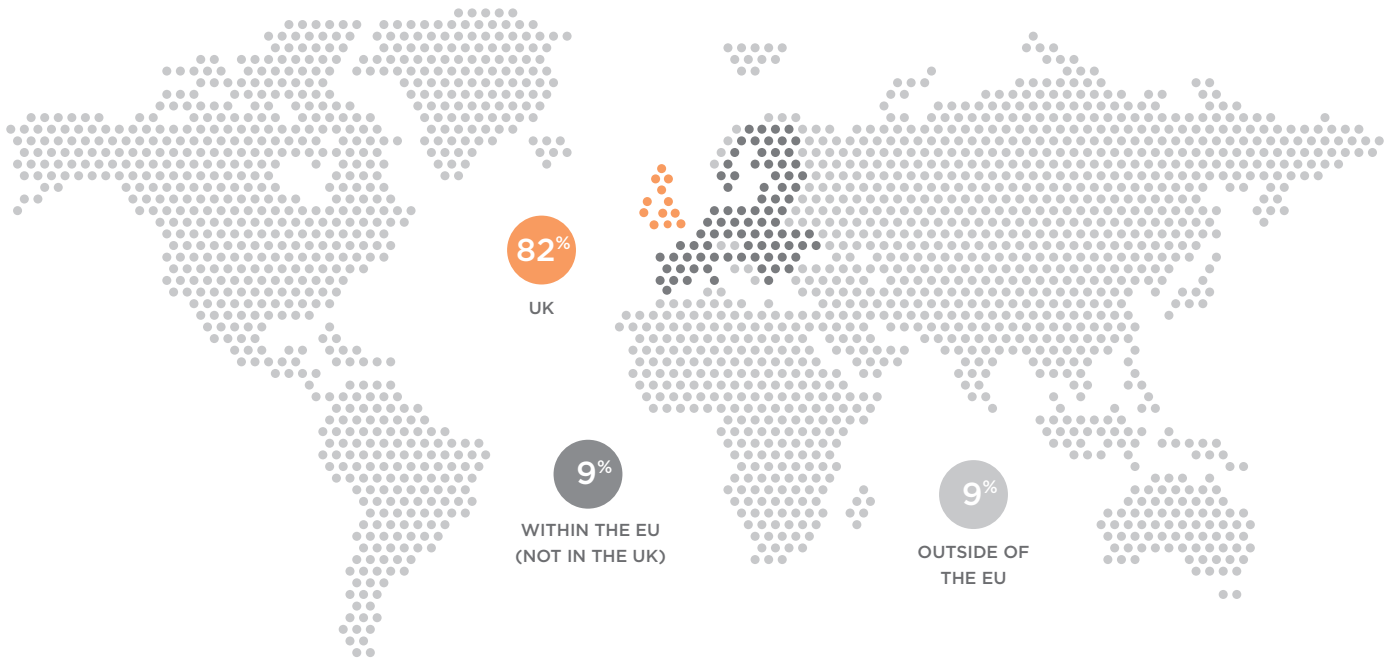 82%
UK
9%
WITHIN THE EU
(NOT IN THE UK)
9%
OUTSIDE OF
THE EU